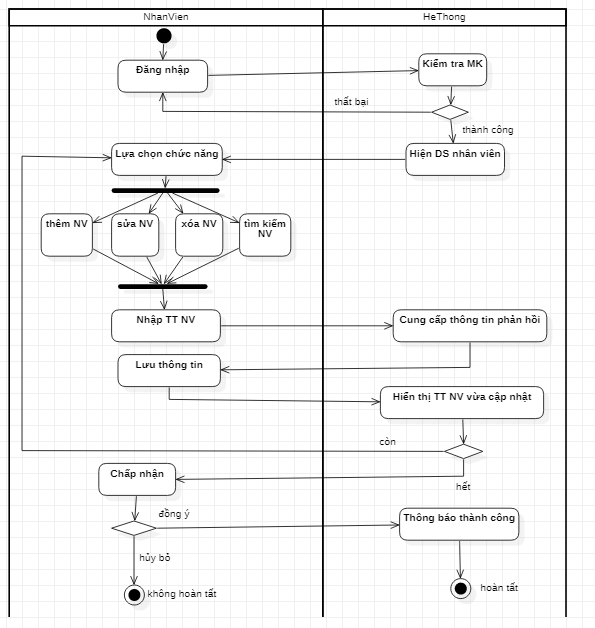 NhanVien
HeThong
Đăng nhập
Kiểm tra MK
thất bại
thành công
Lựa chọn chức năng
Hiện DS nhân viên
thêm NV
sửa NV
xóa NV
tìm kiếm
NV
Nhập TT NV
Cung cấp thông tin phản hồi
Lưu thông tin
Hiển thị TT NV vừa cập nhật
còn
Chấp nhận
hết
đồng ý
Thông báo thành công
hủy bỏ
không hoàn tất
hoàn tất